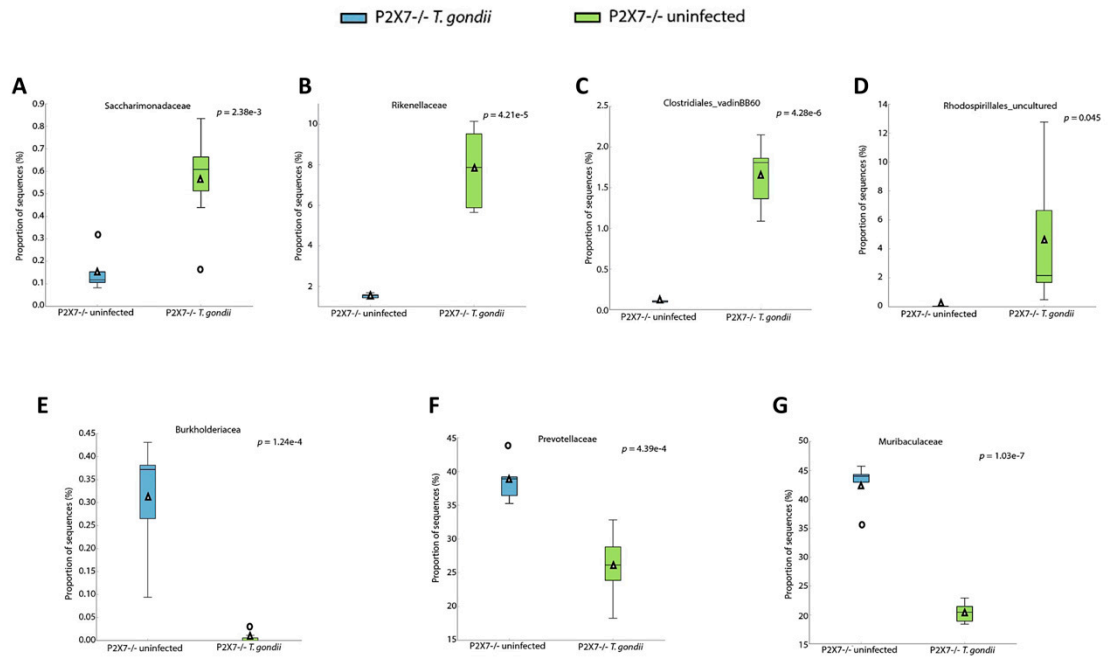 P2X7-/- T. gondii
P2X7-/- uninfected
A
Saccharimonadaceae
p = 2.38e-3
Proportion of sequences (%)
0.9
0.8
0.7
0.6
0.5
0.4
0.3
0.2
0.1
0.0
P2X7-/- uninfected
P2X7-/- T. gondii
B
Rikenellaceae
p = 4.21e-5
Proportion of sequences (%)
10
8
6
4
2
P2X7-/- uninfected
P2X7-/- T. gondii
C
Clostridiales_vadinBB60
p = 4.28e-6
Proportion of sequences (%)
2.5
2.0
1.5
1.0
0.5
0.0
P2X7-/- uninfected
P2X7-/- T. gondii
D
Rhodospirillales_uncultured
p = 0.045
Proportion of sequences (%)
14
12
10
8
6
4
2
0
P2X7-/- uninfected
P2X7-/- T. gondii
E
Burkholderiacea
p = 1.24e-4
Proportion of sequences (%)
0.45
0.40
0.35
0.30
0.25
0.20
0.15
0.10
0.05
0.00
P2X7-/- uninfected
P2X7-/- T. gondii
F
Prevotellaceae
p = 4.39e-4
Proportion of sequences (%)
45
40
35
30
25
20
15
P2X7-/- uninfected
P2X7-/- T. gondii
G
Muribaculaceae
p = 1.03e-7
Proportion of sequences (%)
50
45
40
35
30
25
20
15
P2X7-/- uninfected
P2X7-/- T. gondii